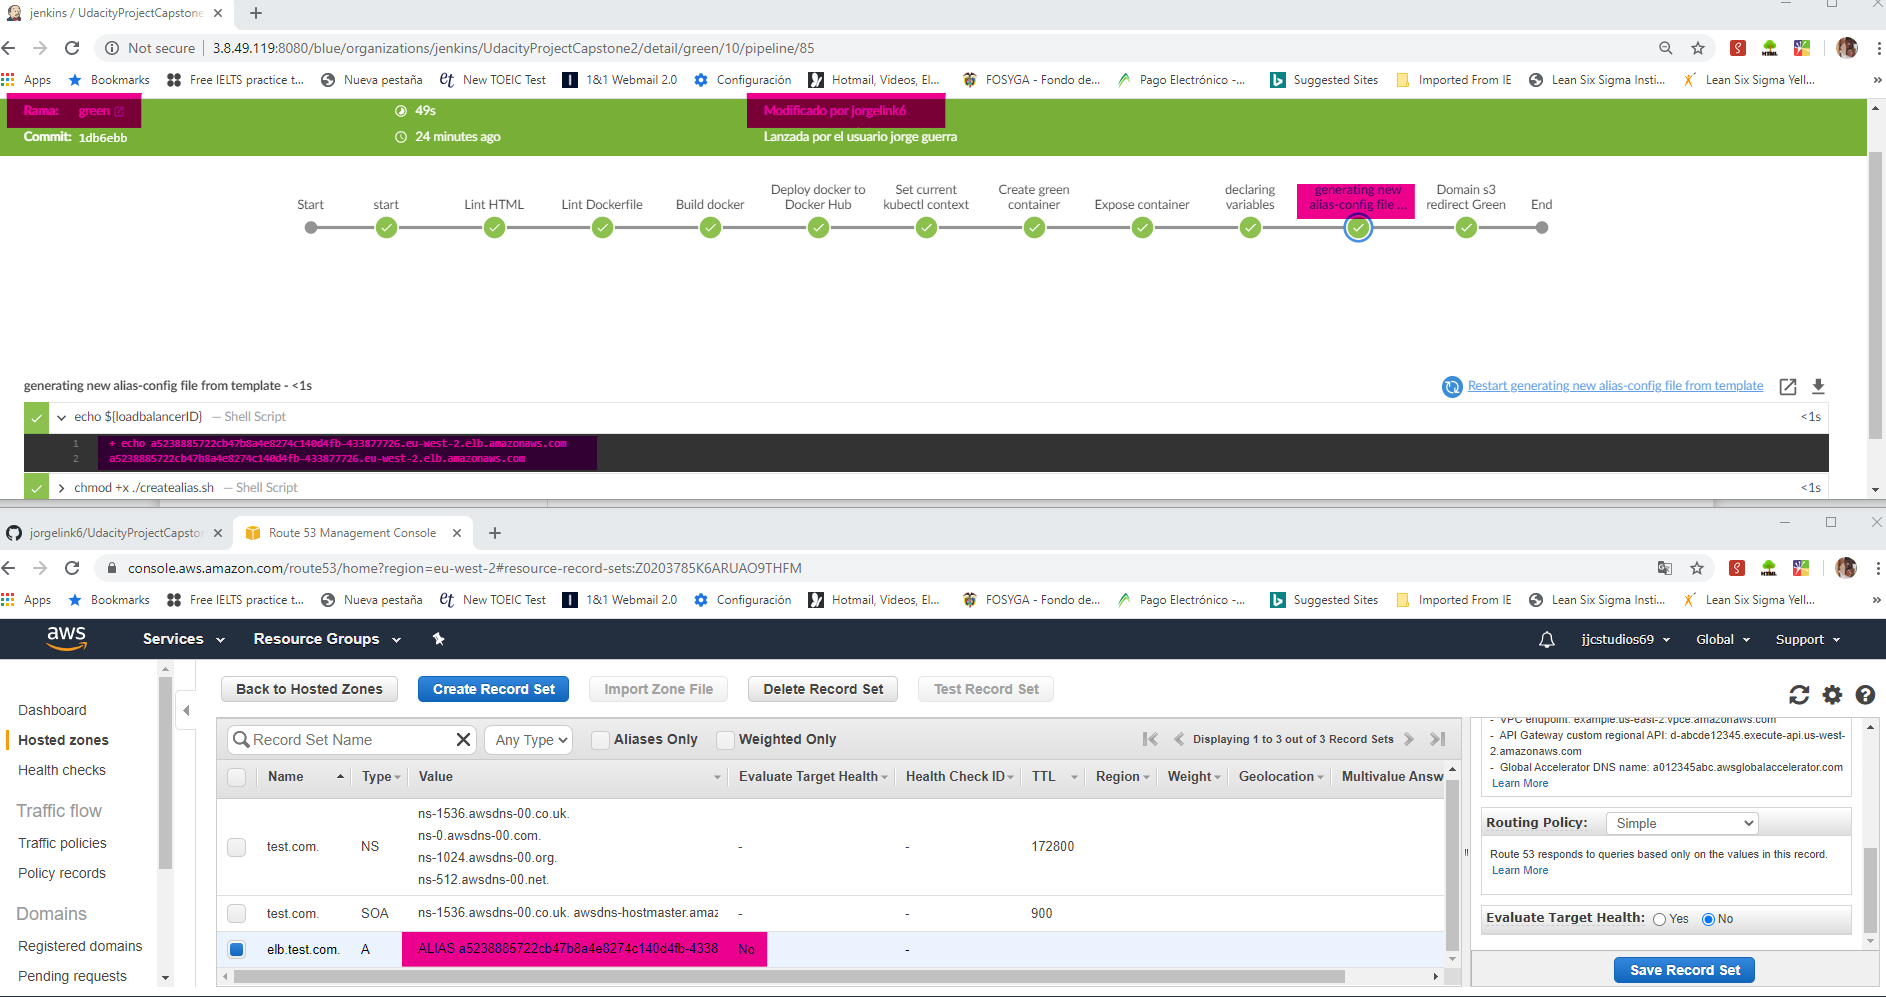 jenkins / UdacityProjectCapstone
Not secure | 3.8.49.119:8080/blue/organizations/jenkins/UdacityProjectCapstone2/detail/green/10/pipeline/85
Apps Bookmarks Free IELTS practice t... Nueva pestaña New TOEIC Test 1&1 Webmail 2.0 Configuración Hotmail, Videos, El... FOSYGA - Fondo de... Pago Electrónico -... Suggested Sites Imported From IE Lean Six Sigma Insti... Lean Six Sigma Yell... »
Rama: green 49s Modificado por jorgelink6
Commit: 1db6ebb 24 minutes ago Lanzada por el usuario jorge guerra
Start
start
Lint HTML
Lint Dockerfile
Build docker
Deploy docker to
Docker Hub
Set current
kubectl context
Create green
container
Expose container
declaring
variables
generating new
alias-config file ...
Domain s3
redirect Green
End
generating new alias-config file from template - <1s Restart generating new alias-config file from template
echo ${loadbalancerID} — Shell Script <1s
1 + echo a5238885722cb47b8a4e8274c140d4fb-433877726.eu-west-2.elb.amazonaws.com
2 a5238885722cb47b8a4e8274c140d4fb-433877726.eu-west-2.elb.amazonaws.com
chmod +x ./createalias.sh — Shell Script <1s
jorgelink6/UdacityProjectCapstor Route 53 Management Console
console.aws.amazon.com/route53/home?region=eu-west-2#resource-record-sets:Z0203785K6ARUAO9THFM
Apps Bookmarks Free IELTS practice t... Nueva pestaña New TOEIC Test 1&1 Webmail 2.0 Configuración Hotmail, Videos, El... FOSYGA - Fondo de... Pago Electrónico -... Suggested Sites Imported From IE Lean Six Sigma Insti... Lean Six Sigma Yell... »
aws Services Resource Groups jjcstudios69 Global Support
Dashboard
Hosted zones
Health checks
Traffic flow
Traffic policies
Policy records
Domains
Registered domains
Pending requests
Back to Hosted Zones Create Record Set Import Zone File Delete Record Set Test Record Set
Record Set Name Any Type Aliases Only Weighted Only Displaying 1 to 3 out of 3 Record Sets
Name Type Value Evaluate Target Health Health Check ID TTL Region Weight Geolocation Multivalue Answ
ns-1536.awsdns-00.co.uk.
ns-0.awsdns-00.com.
test.com. NS - - 172800
ns-1024.awsdns-00.org.
ns-512.awsdns-00.net.
test.com. SOA ns-1536.awsdns-00.co.uk. awsdns-hostmaster.amaz - - 900
elb.test.com. A ALIAS a5238885722cb47b8a4e8274c140d4fb-4338 No -
- VPC endpoint: example.us-east-2.vpce.amazonaws.com
- API Gateway custom regional API: d-abcde12345.execute-api.us-west-
2.amazonaws.com
- Global Accelerator DNS name: a012345abc.awsglobalaccelerator.com
Learn More
Routing Policy: Simple
Route 53 responds to queries based only on the values in this record.
Learn More
Evaluate Target Health: Yes No
Save Record Set